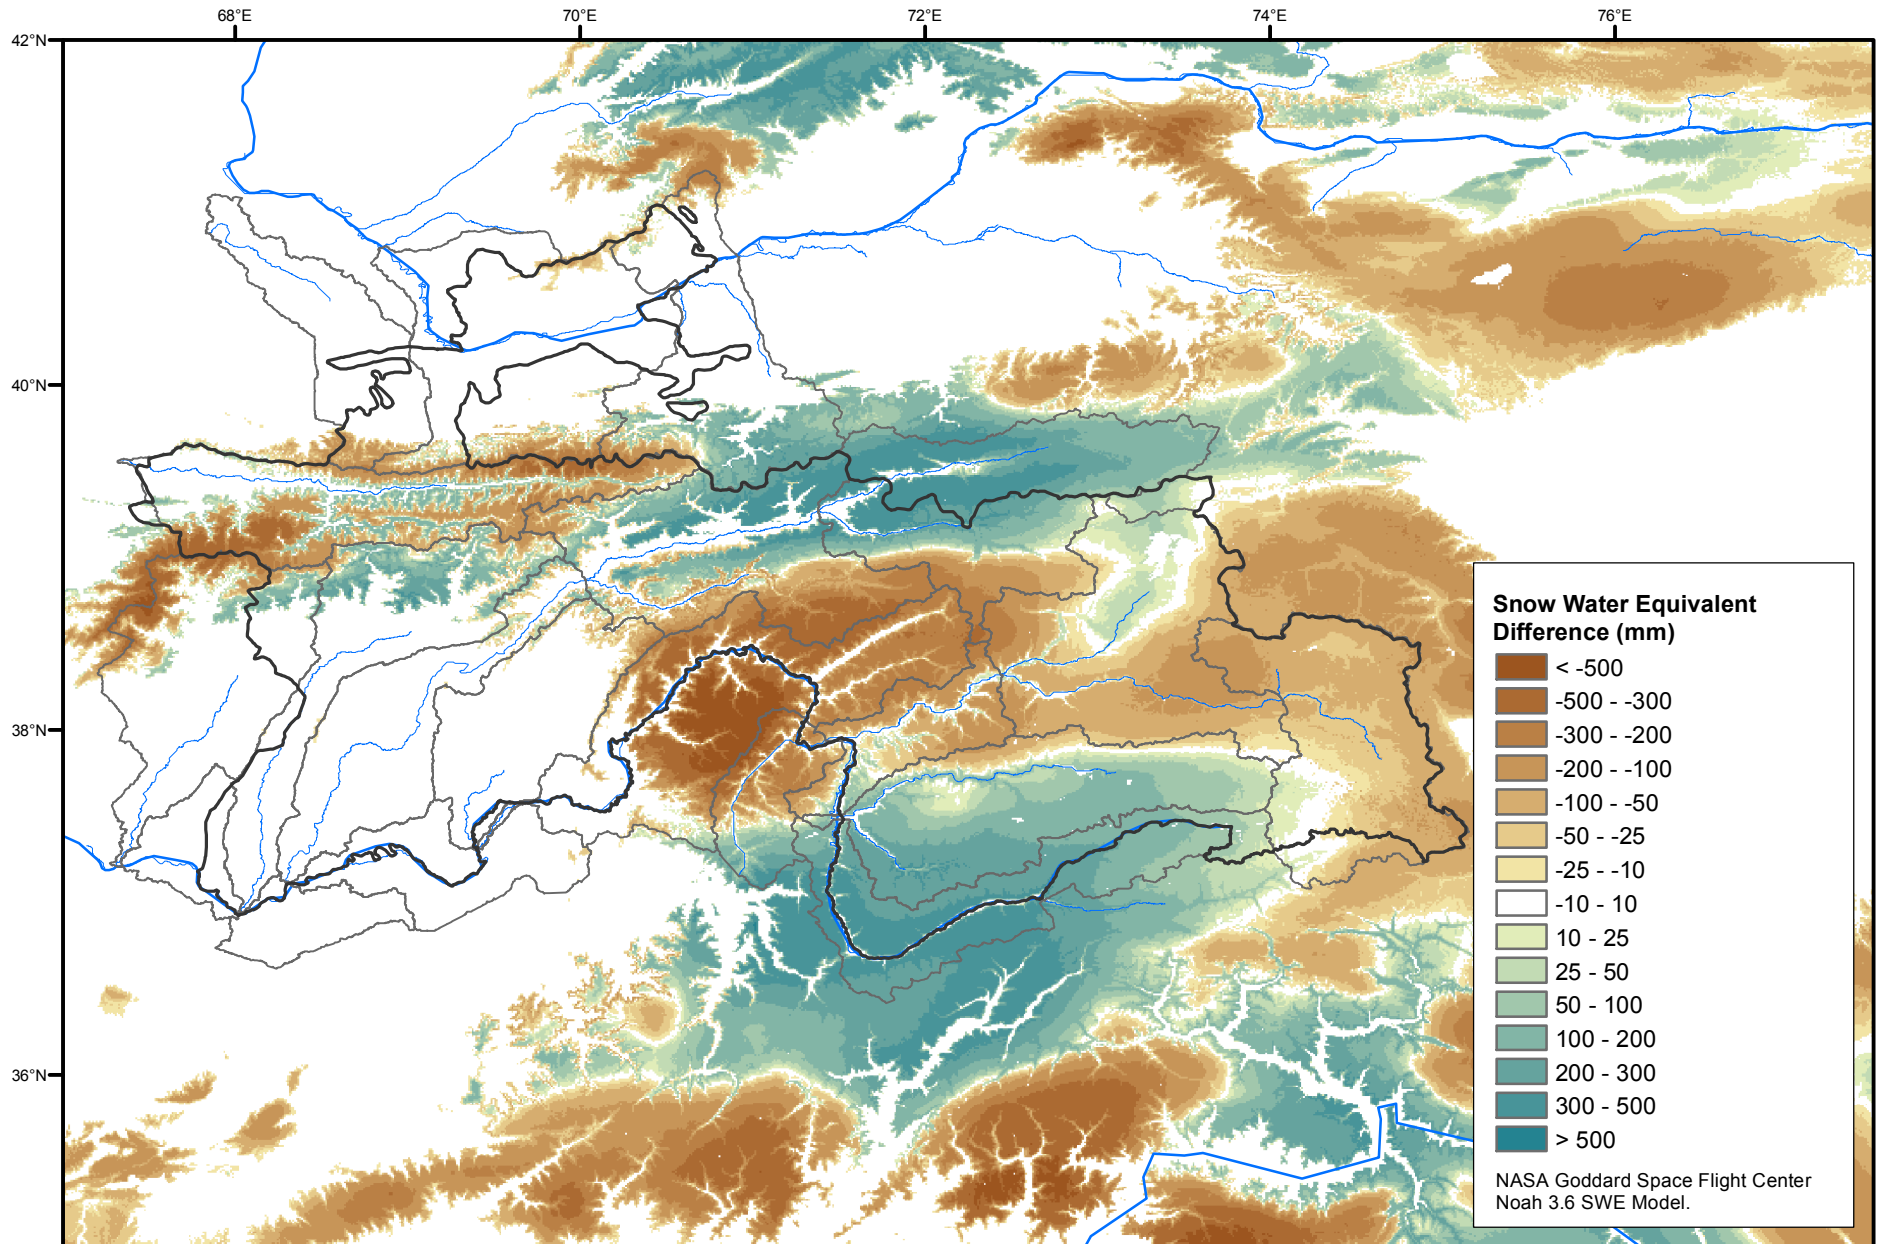 68°E 70°E 72°E 74°E 76°E
42°N
40°N
38°N
36°N
Snow Water Equivalent
Difference (mm)
< -500
-500 - -300
-300 - -200
-200 - -100
-100 - -50
-50 - -25
-25 - -10
-10 - 10
10 - 25
25 - 50
50 - 100
100 - 200
200 - 300
300 - 500
> 500
NASA Goddard Space Flight Center
Noah 3.6 SWE Model.